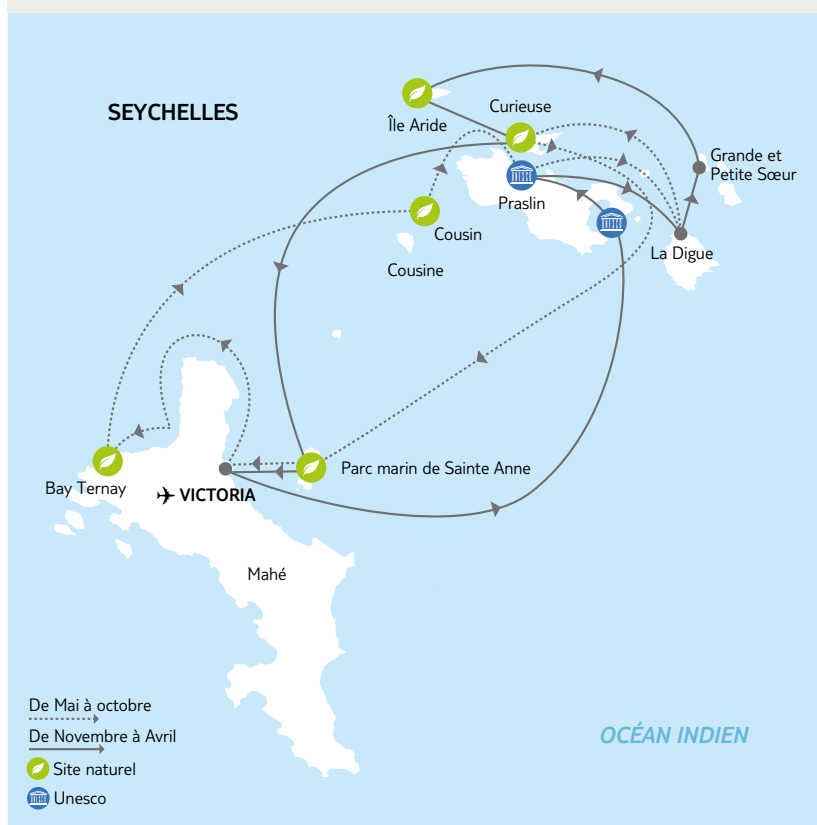 SEYCHELLES
Île Aride
Curieuse
Grande et
Petite Sœur
Praslin
Cousin
La Digue
Cousine
Parc marin de Sainte Anne
Bay Ternay
VICTORIA
Mahé
De Mai à octobre
De Novembre à Avril
Site naturel
Unesco
OCÉAN INDIEN